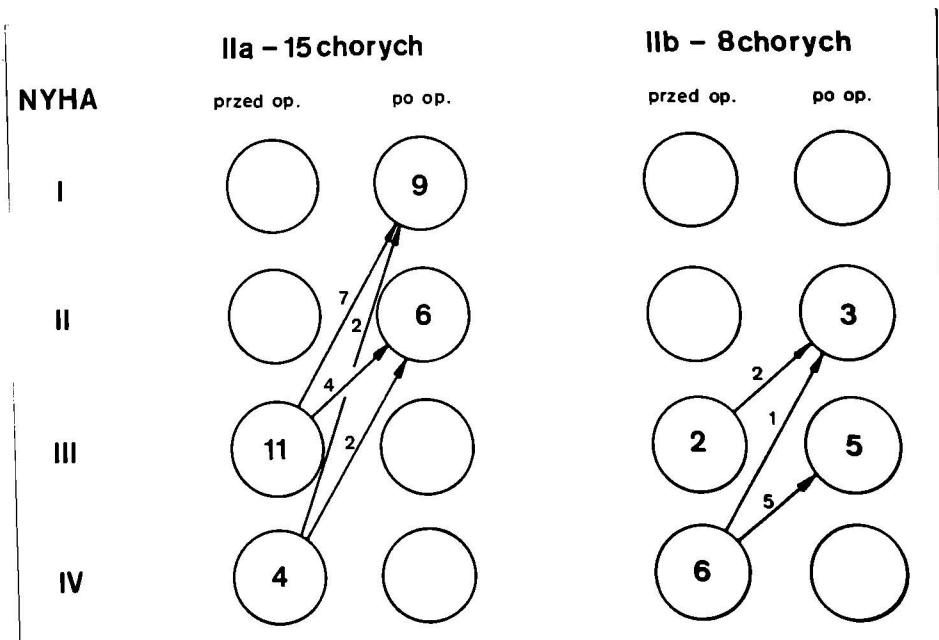 IIa – 15 chorych IIb – 8 chorych
NYHA przed op. po op. przed op. po op.
I 9
II 7 2 6 3
4 2 1
III 11 2 2 5
5
IV 4 6